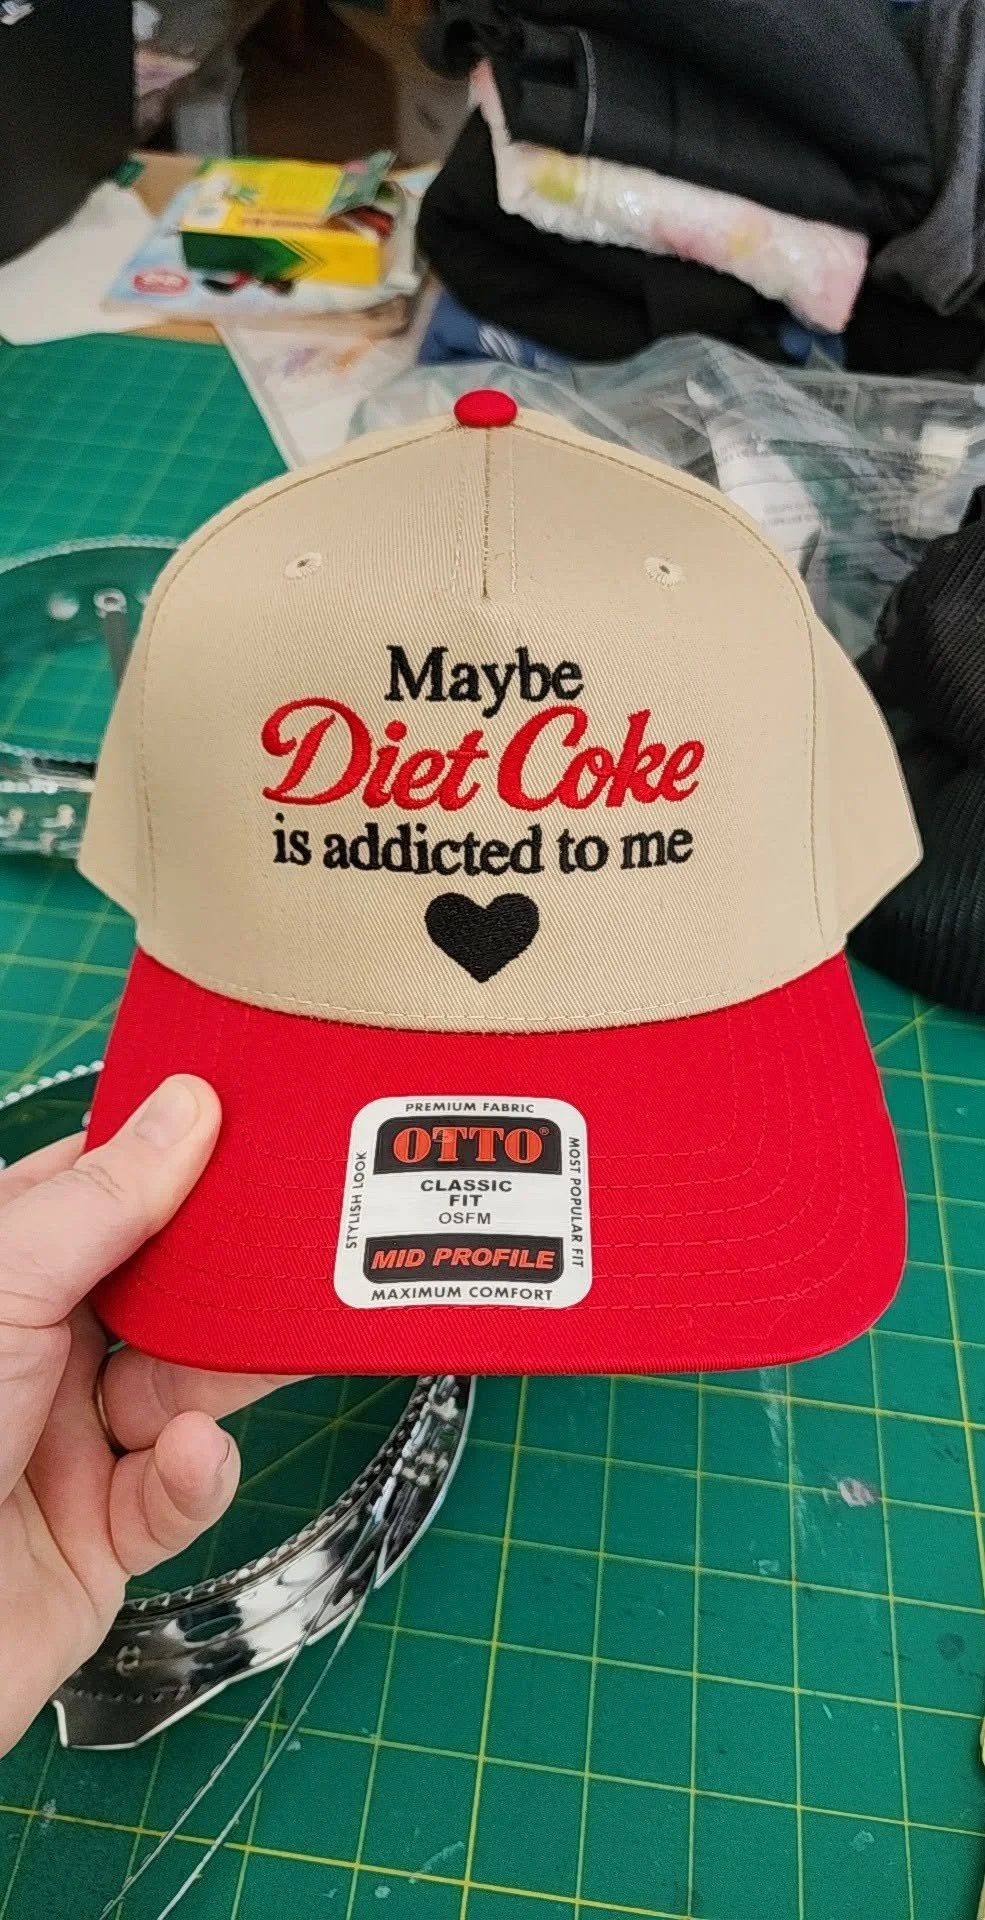 Maybe
Diet Coke
is addicted to me
PREMIUM FABRIC
OTTO®
STYLISH LOOK
CLASSIC
FIT
OSFM
MOST POPULAR FIT
MID PROFILE
MAXIMUM COMFORT